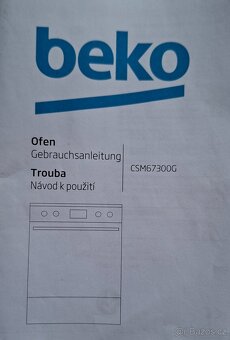 beko
Ofen
Gebrauchsanleitung
CSM67300G
Trouba
Návod k použití